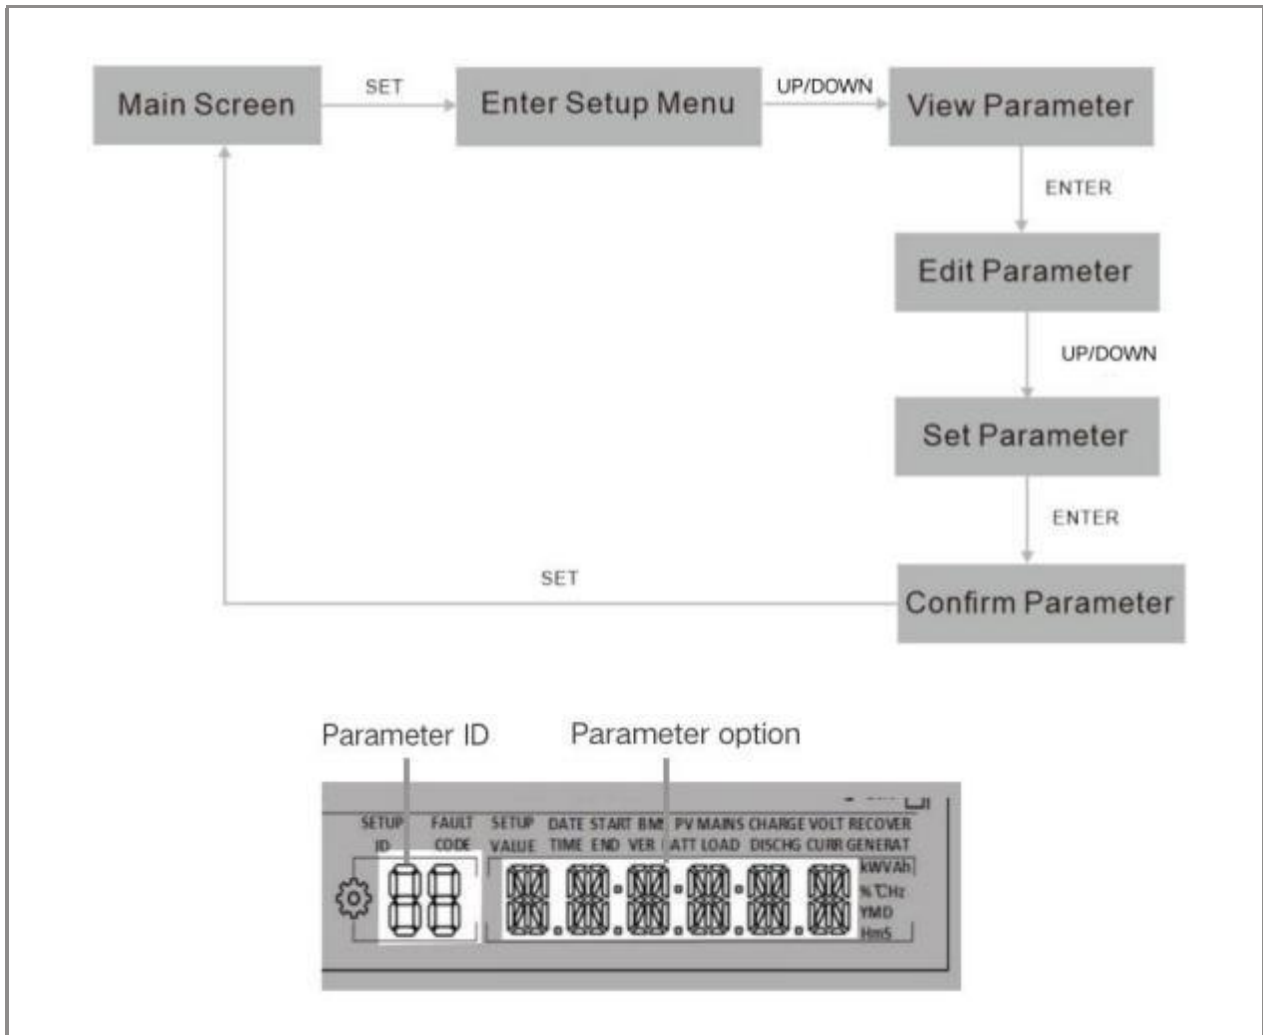 Main Screen
SET
Enter Setup Menu
UP/DOWN
View Parameter
ENTER
Edit Parameter
UP/DOWN
Set Parameter
ENTER
Confirm Parameter
SET
Parameter ID
Parameter option
SETUP FAULT SETUP DATE START BMS PV MAINS CHARGE VOLT RECOVER
ID CODE VALUE TIME END VER BATT LOAD DISCHG CURR GENERAT
kWVAh
% ℃Hz
YMD
HmS